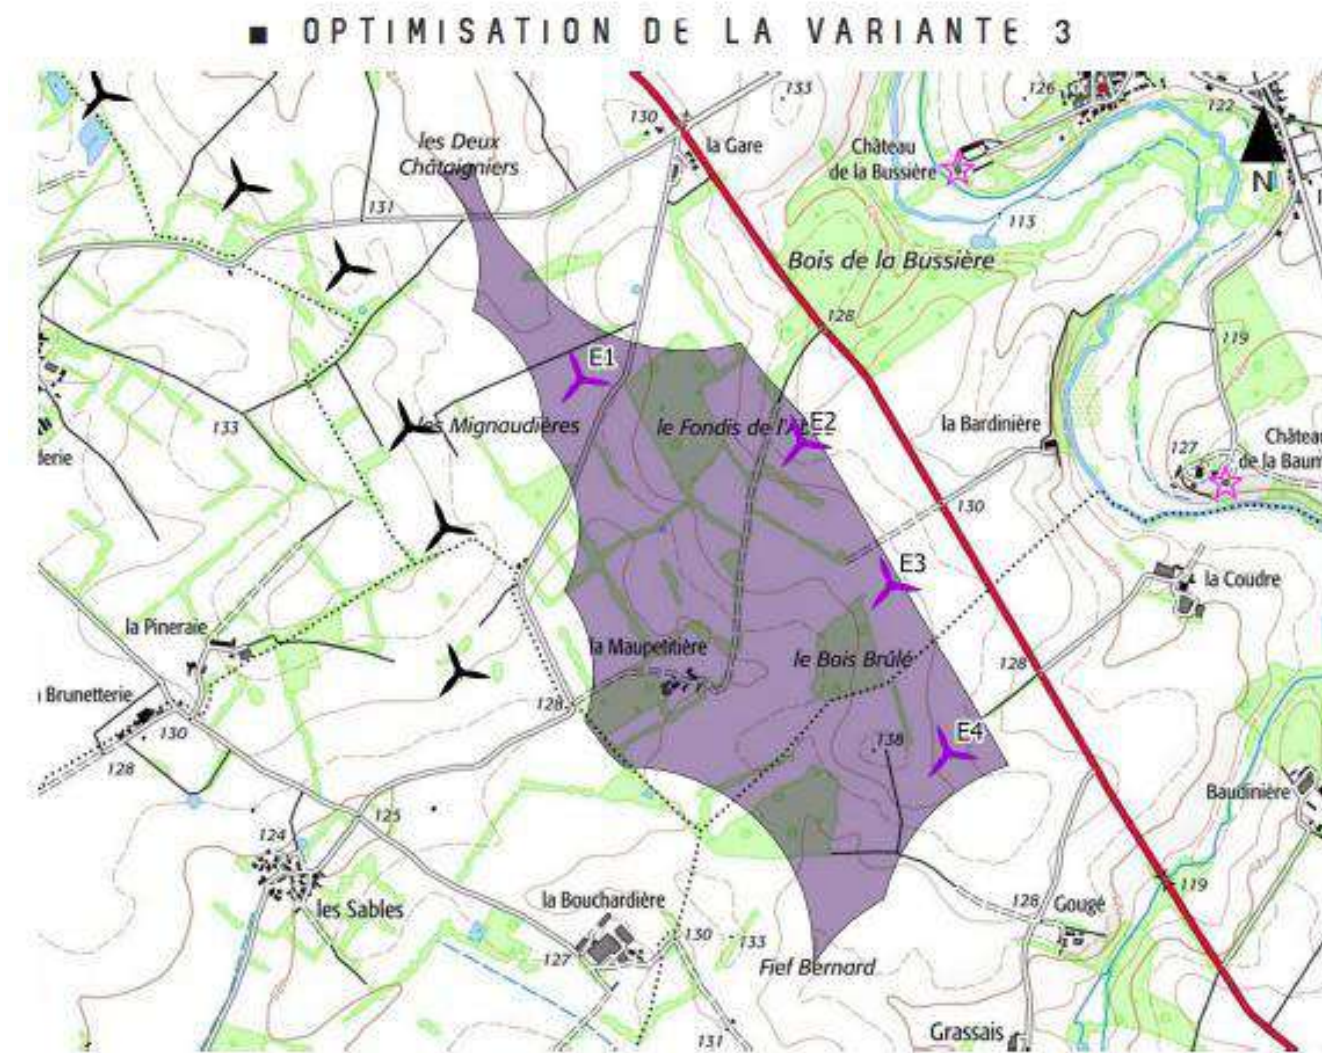 ■ OPTIMISATION DE LA VARIANTE 3
133
126
122
130
les Deux
Châtaigniers
la Gare
Château
de la Bussière
N
131
113
Bois de la Bussière
128
119
E1
133
les Mignaudières
le Fondis de l'A
E2
la Bardinière
127
Château
de la Baum
derie
130
E3
la Coudre
la Pineraie
la Maupetitière
le Bois Brûlé
128
Brunetterie
128
130
E4
138
128
Baudinière
125
124
119
les Sables
la Bouchardière
128
Gougé
130
133
127
Fief Bernard
Grassais
131